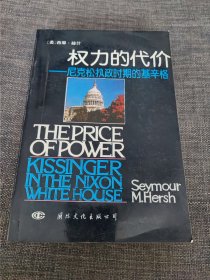 〔美〕西摩·赫什
权力的代价
——尼克松执政时期的基辛格
THE PRICE
OF POWER
KISSINGER
IN THE NIXON
WHITE HOUSE
Seymour
M.Hersh
国际文化出版公司